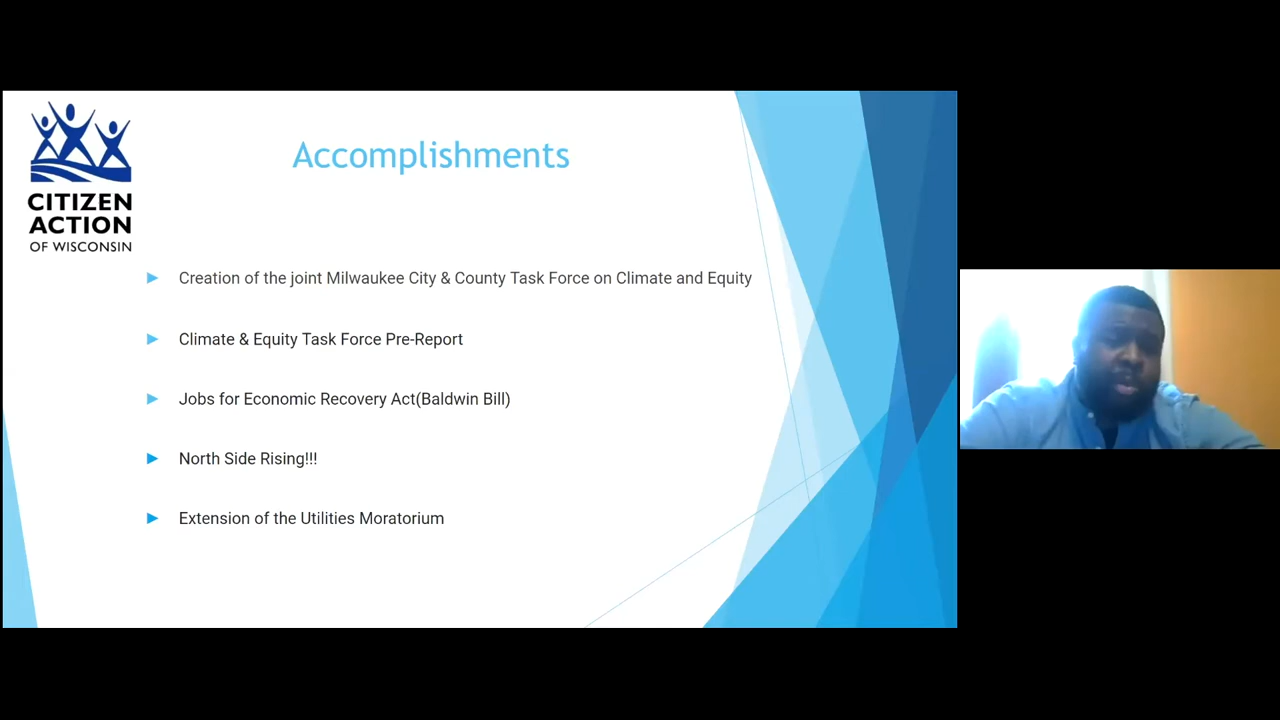 CITIZEN
ACTION
OF WISCONSIN
Accomplishments
Creation of the joint Milwaukee City & County Task Force on Climate and Equity
Climate & Equity Task Force Pre-Report
Jobs for Economic Recovery Act(Baldwin Bill)
North Side Rising!!!
Extension of the Utilities Moratorium